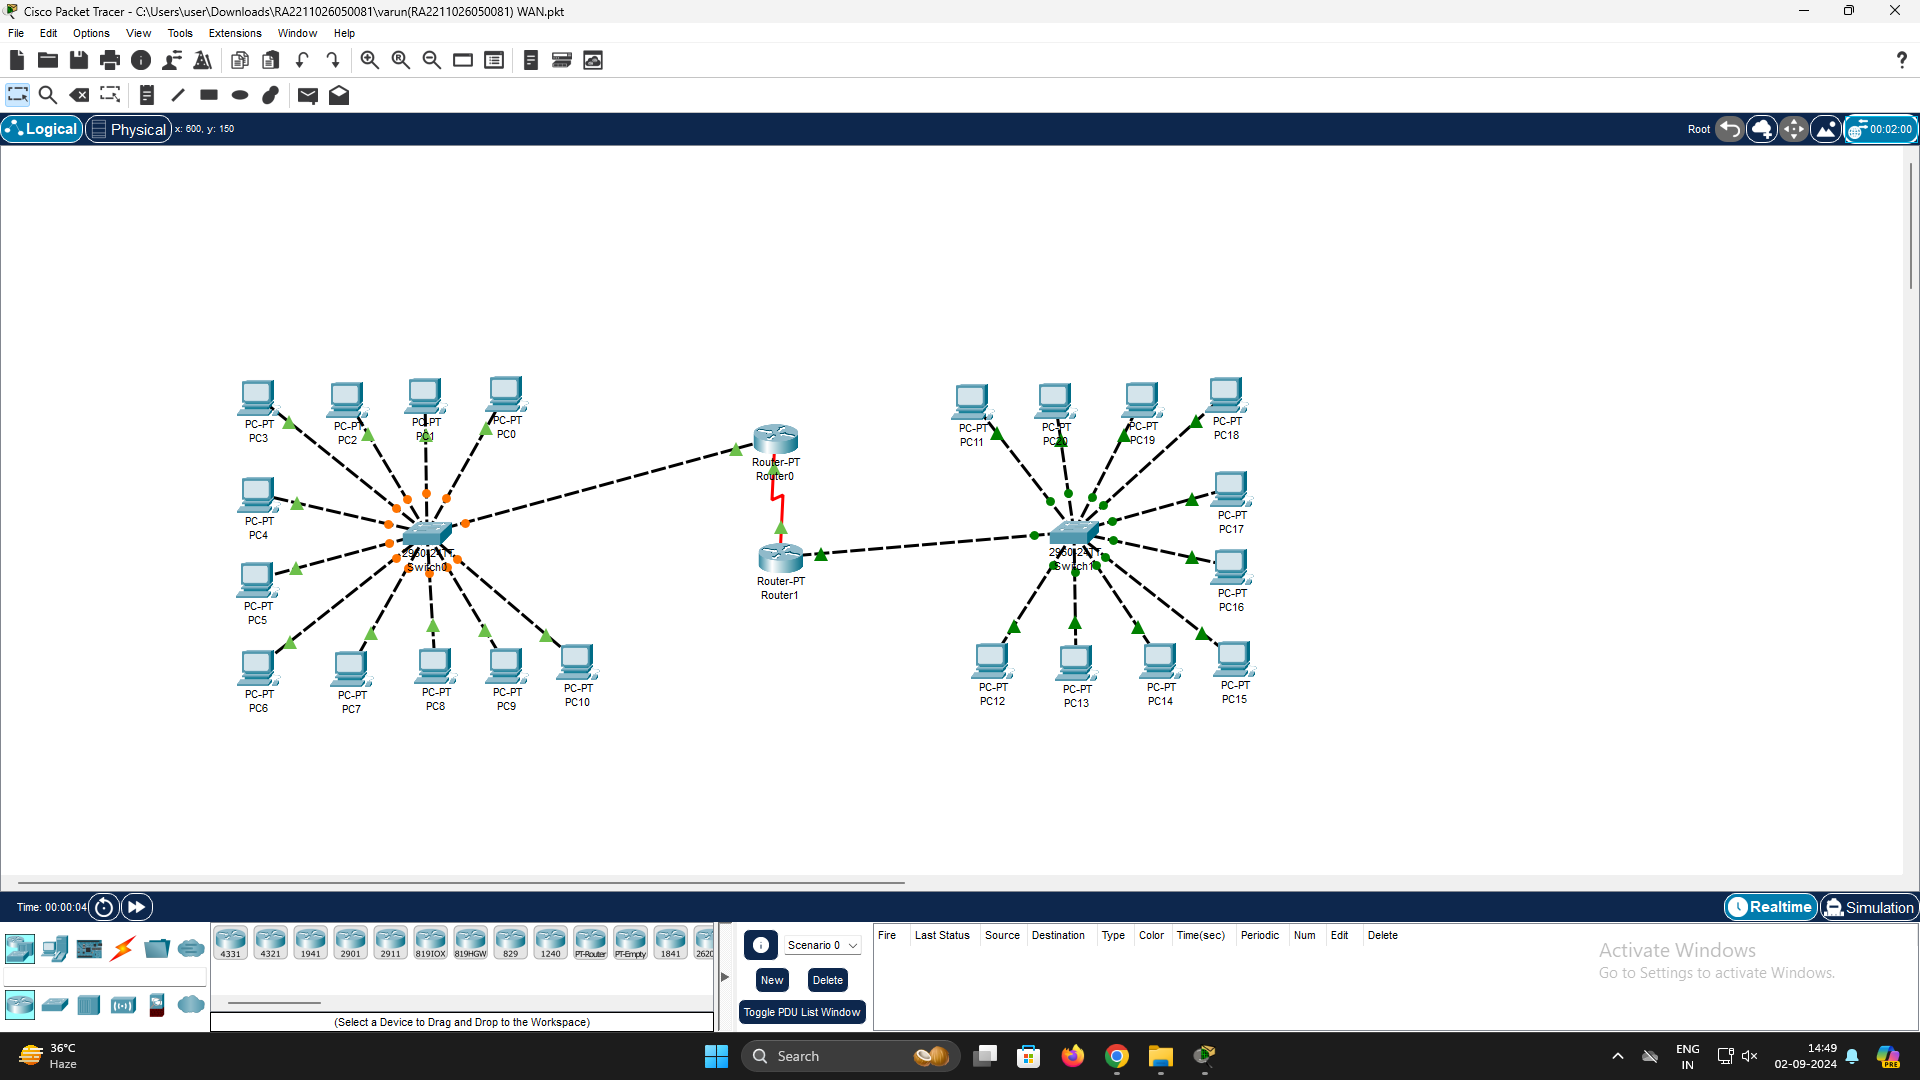 Cisco Packet Tracer - C:\Users\user\Downloads\RA2211026050081\varun(RA2211026050081) WAN.pkt
File Edit Options View Tools Extensions Window Help
?
Logical Physical x: 600, y: 150 Root 00:02:00
PC-PT
PC3
PC-PT
PC2
PC-PT
PC1
PC-PT
PC0
PC-PT
PC4
PC-PT
PC5
PC-PT
PC6
PC-PT
PC7
PC-PT
PC8
PC-PT
PC9
PC-PT
PC10
2960-24TT
Switch0
Router-PT
Router0
Router-PT
Router1
PC-PT
PC11
PC-PT
PC20
PC-PT
PC19
PC-PT
PC18
PC-PT
PC17
PC-PT
PC16
2960-24TT
Switch1
PC-PT
PC12
PC-PT
PC13
PC-PT
PC14
PC-PT
PC15
Time: 00:00:04 Realtime Simulation
4331 4321 1941 2901 2911 819IOX 819HGW 829 1240 PT-Router PT-Empty 1841 2620
(Select a Device to Drag and Drop to the Workspace)
Scenario 0
New Delete
Toggle PDU List Window
Fire Last Status Source Destination Type Color Time(sec) Periodic Num Edit Delete
Activate Windows
Go to Settings to activate Windows.
36°C
Haze
Search
ENG
IN
14:49
02-09-2024
PRE